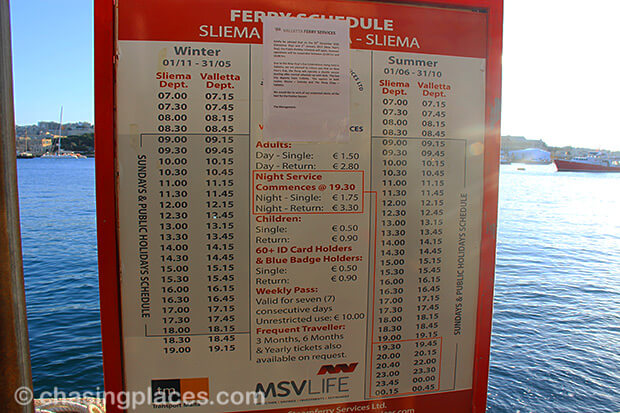 FERRY SCHEDULE
SLIEMA
A - SLIEMA
VALLETTA FERRY SERVICES
The Management.
Winter
01/11 - 31/05
Sliema Valletta
Dept. Dept.
07.00 07.15
07.30 07.45
08.00 08.15
08.30 08.45
09.00 09.15
09.30 09.45
10.00 10.15
10.30 10.45
11.00 11.15
11.30 11.45
12.00 12.15
12.30 12.45
13.00 13.15
13.30 13.45
14.00 14.15
14.30 14.45
15.00 15.15
15.30 15.45
16.00 16.15
16.30 16.45
17.00 17.15
17.30 17.45
18.00 18.15
18.30 18.45
19.00 19.15
SUNDAYS & PUBLIC HOLIDAYS SCHEDULE
Adults:
Day - Single: € 1.50
Day - Return: € 2.80
Night Service
Commences @ 19.30
Night - Single: € 1.75
Night - Return: € 3.30
Children:
Single: € 0.50
Return: € 0.90
60+ ID Card Holders
& Blue Badge Holders:
Single: € 0.50
Return: € 0.90
Weekly Pass:
Valid for seven (7)
consecutive days
Unrestricted use: € 10.00
Frequent Traveller:
3 Months, 6 Months
& Yearly tickets also
available on request.
Summer
01/06 - 31/10
Sliema Valletta
Dept. Dept.
07.00 07.15
07.30 07.45
08.00 08.15
08.30 08.45
09.00 09.15
09.30 09.45
10.00 10.15
10.30 10.45
11.00 11.15
11.30 11.45
12.00 12.15
12.30 12.45
13.00 13.15
13.30 13.45
14.00 14.15
14.30 14.45
15.00 15.15
15.30 15.45
16.00 16.15
16.30 16.45
17.00 17.15
17.30 17.45
18.00 18.15
18.30 18.45
19.00 19.15
19.30 19.45
20.00 20.15
22.00 22.15
22.30 22.45
23.45 00.00
00.15 00.45
SUNDAYS & PUBLIC HOLIDAYS SCHEDULE
tm
Transport Malta
MSVLIFE
ferry Services Ltd.
© chasingplaces.com